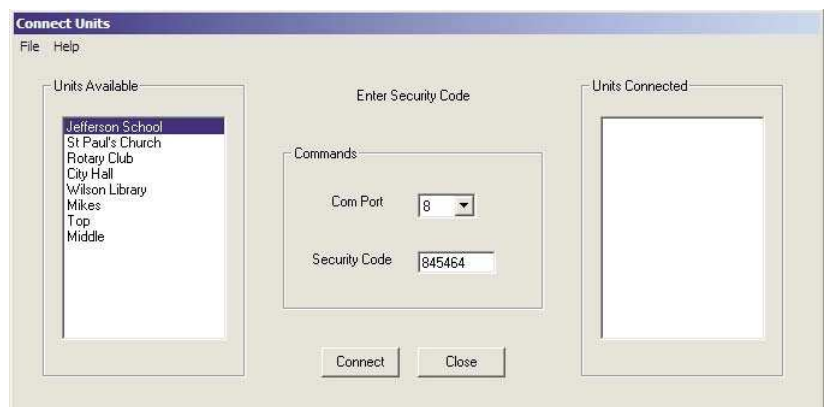 Connect Units
File Help
Units Available
Jefferson School
St Paul's Church
Rotary Club
City Hall
Wilson Library
Mikes
Top
Middle
Enter Security Code
Commands
Com Port 8
Security Code 845464
Connect Close
Units Connected